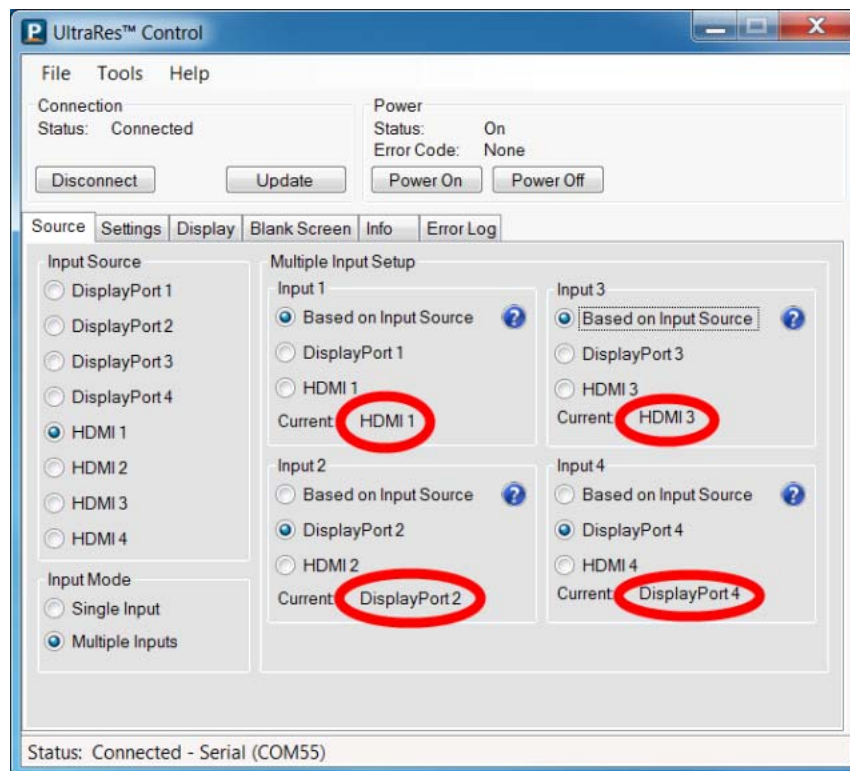 P UltraRes™ Control
X
File Tools Help
Connection
Status: Connected
Disconnect Update
Power
Status: On
Error Code: None
Power On Power Off
Source Settings Display Blank Screen Info Error Log
Input Source
DisplayPort 1
DisplayPort 2
DisplayPort 3
DisplayPort 4
HDMI 1
HDMI 2
HDMI 3
HDMI 4
Input Mode
Single Input
Multiple Inputs
Multiple Input Setup
Input 1
Based on Input Source ?
DisplayPort 1
HDMI 1
Current: HDMI 1
Input 2
Based on Input Source ?
DisplayPort 2
HDMI 2
Current: DisplayPort 2
Input 3
Based on Input Source ?
DisplayPort 3
HDMI 3
Current: HDMI 3
Input 4
Based on Input Source ?
DisplayPort 4
HDMI 4
Current: DisplayPort 4
Status: Connected - Serial (COM55)